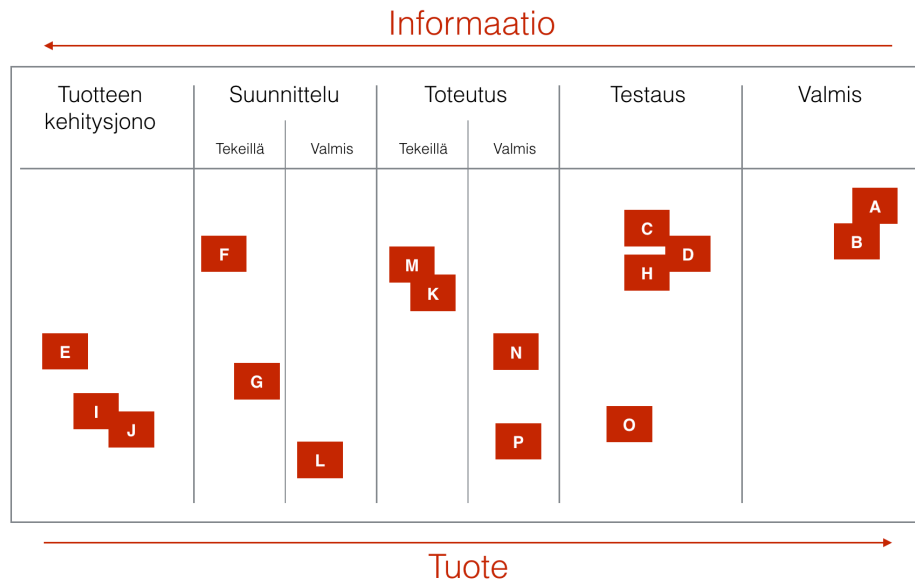 Informaatio
Tuotteen
kehitysjono
Suunnittelu
Toteutus
Testaus
Valmis
Tekeillä
Valmis
Tekeillä
Valmis
A
B
C
D
F
M
H
K
E
N
G
I
J
O
P
L
Tuote